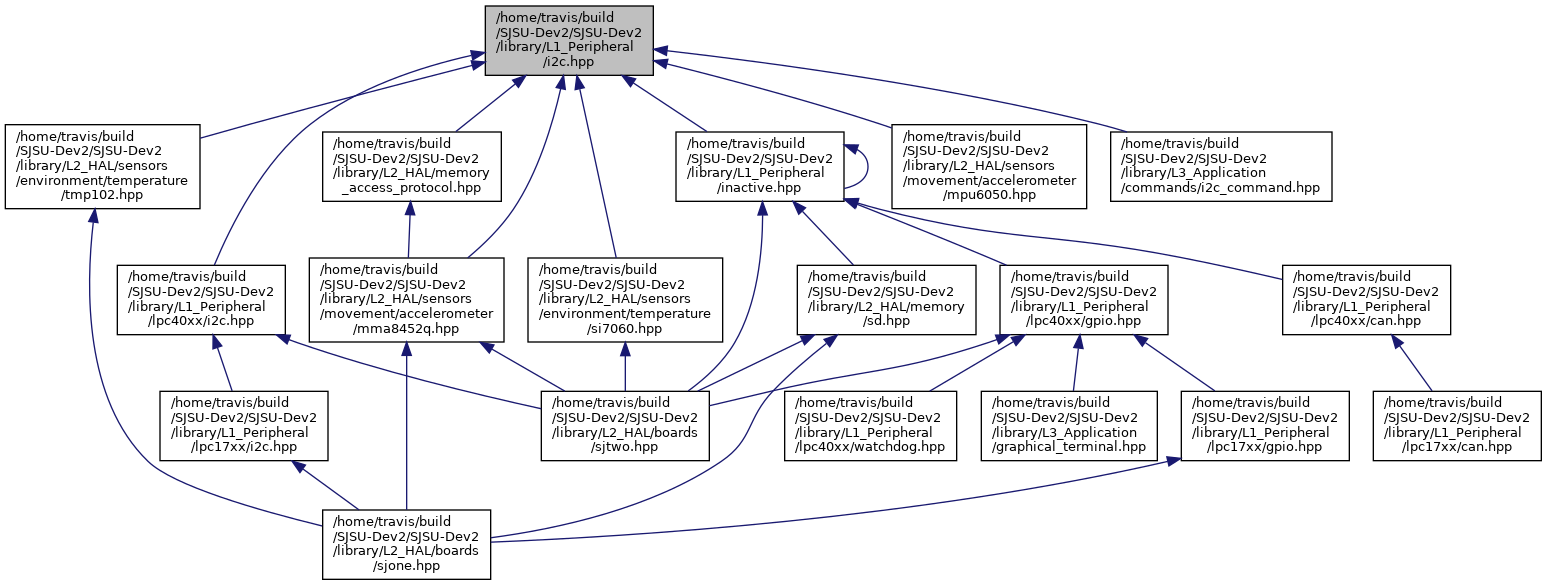 /home/travis/build
/SJSU-Dev2/SJSU-Dev2
/library/L1_Peripheral
/i2c.hpp
/home/travis/build
/SJSU-Dev2/SJSU-Dev2
/library/L2_HAL/sensors
/environment/temperature
/tmp102.hpp
/home/travis/build
/SJSU-Dev2/SJSU-Dev2
/library/L2_HAL/memory
_access_protocol.hpp
/home/travis/build
/SJSU-Dev2/SJSU-Dev2
/library/L1_Peripheral
/inactive.hpp
/home/travis/build
/SJSU-Dev2/SJSU-Dev2
/library/L2_HAL/sensors
/movement/accelerometer
/mpu6050.hpp
/home/travis/build
/SJSU-Dev2/SJSU-Dev2
/library/L3_Application
/commands/i2c_command.hpp
/home/travis/build
/SJSU-Dev2/SJSU-Dev2
/library/L1_Peripheral
/lpc40xx/i2c.hpp
/home/travis/build
/SJSU-Dev2/SJSU-Dev2
/library/L2_HAL/sensors
/movement/accelerometer
/mma8452q.hpp
/home/travis/build
/SJSU-Dev2/SJSU-Dev2
/library/L2_HAL/sensors
/environment/temperature
/si7060.hpp
/home/travis/build
/SJSU-Dev2/SJSU-Dev2
/library/L2_HAL/memory
/sd.hpp
/home/travis/build
/SJSU-Dev2/SJSU-Dev2
/library/L1_Peripheral
/lpc40xx/gpio.hpp
/home/travis/build
/SJSU-Dev2/SJSU-Dev2
/library/L1_Peripheral
/lpc40xx/can.hpp
/home/travis/build
/SJSU-Dev2/SJSU-Dev2
/library/L1_Peripheral
/lpc17xx/i2c.hpp
/home/travis/build
/SJSU-Dev2/SJSU-Dev2
/library/L2_HAL/boards
/sjtwo.hpp
/home/travis/build
/SJSU-Dev2/SJSU-Dev2
/library/L1_Peripheral
/lpc40xx/watchdog.hpp
/home/travis/build
/SJSU-Dev2/SJSU-Dev2
/library/L3_Application
/graphical_terminal.hpp
/home/travis/build
/SJSU-Dev2/SJSU-Dev2
/library/L1_Peripheral
/lpc17xx/gpio.hpp
/home/travis/build
/SJSU-Dev2/SJSU-Dev2
/library/L1_Peripheral
/lpc17xx/can.hpp
/home/travis/build
/SJSU-Dev2/SJSU-Dev2
/library/L2_HAL/boards
/sjone.hpp